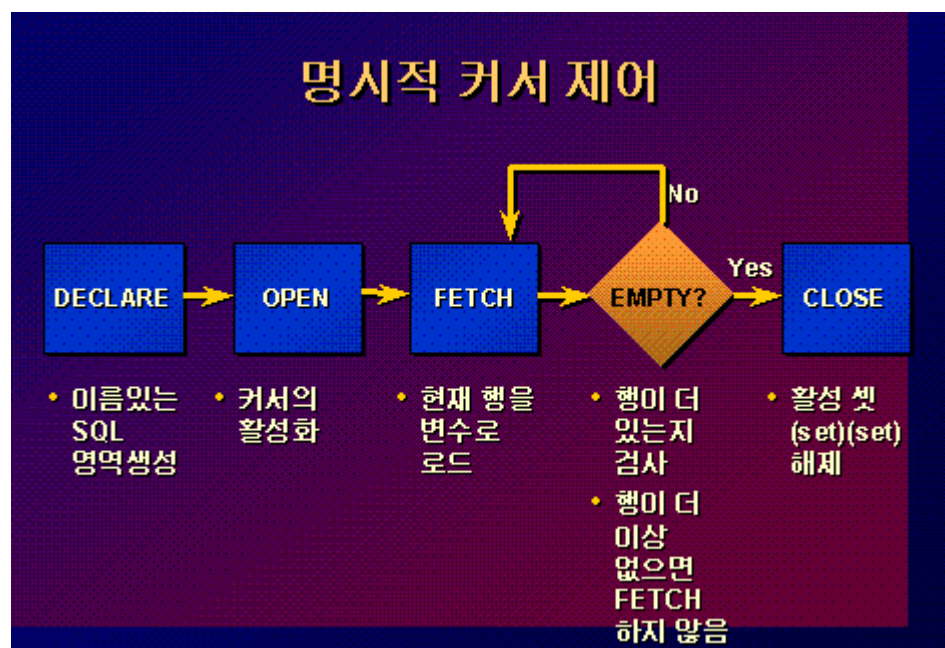 명시적 커서 제어
No
Yes
DECLARE
OPEN
FETCH
EMPTY?
CLOSE
• 이름있는
SQL
영역생성
• 커서의
활성화
• 현재 행을
변수로
로드
• 행이 더
있는지
검사
• 행이 더
이상
없으면
FETCH
하지 않음
• 활성 셋
(set)(set)
해제